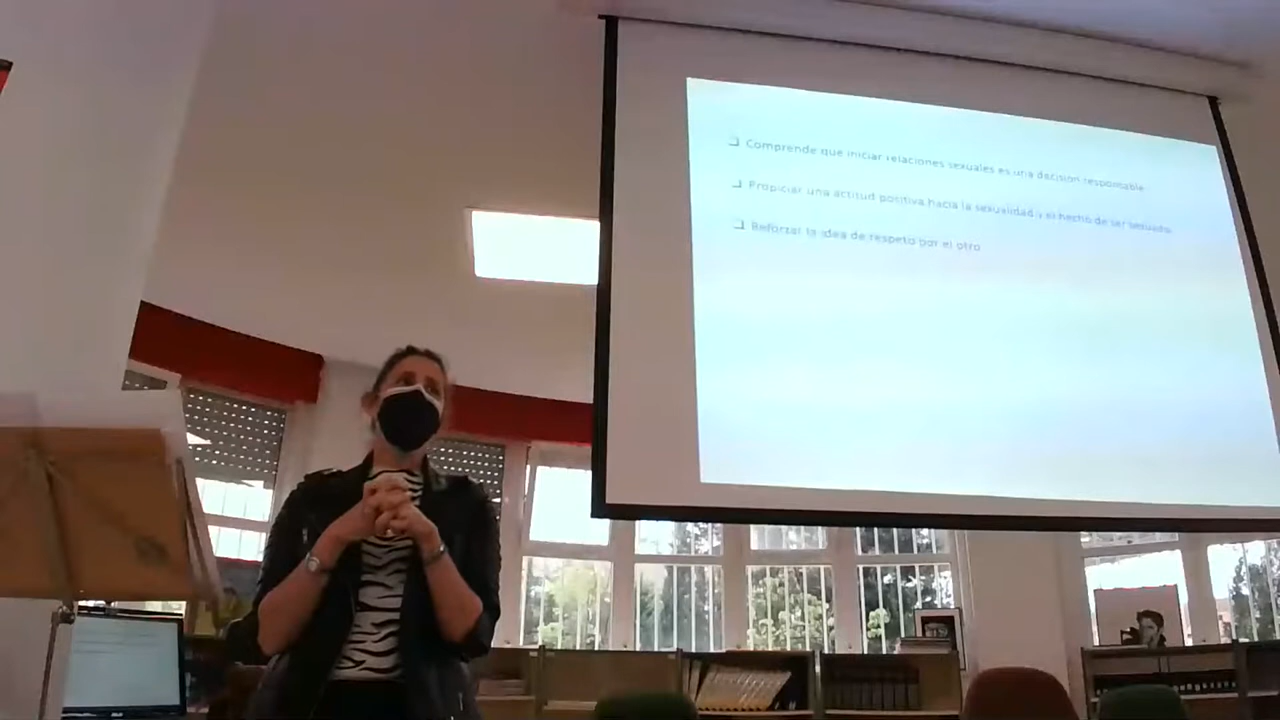 ❑ Comprende que iniciar relaciones sexuales es una decisión responsable.
❑ Propiciar una actitud positiva hacia la sexualidad y el hecho de ser sexuado.
❑ Reforzar la idea de respeto por el otro